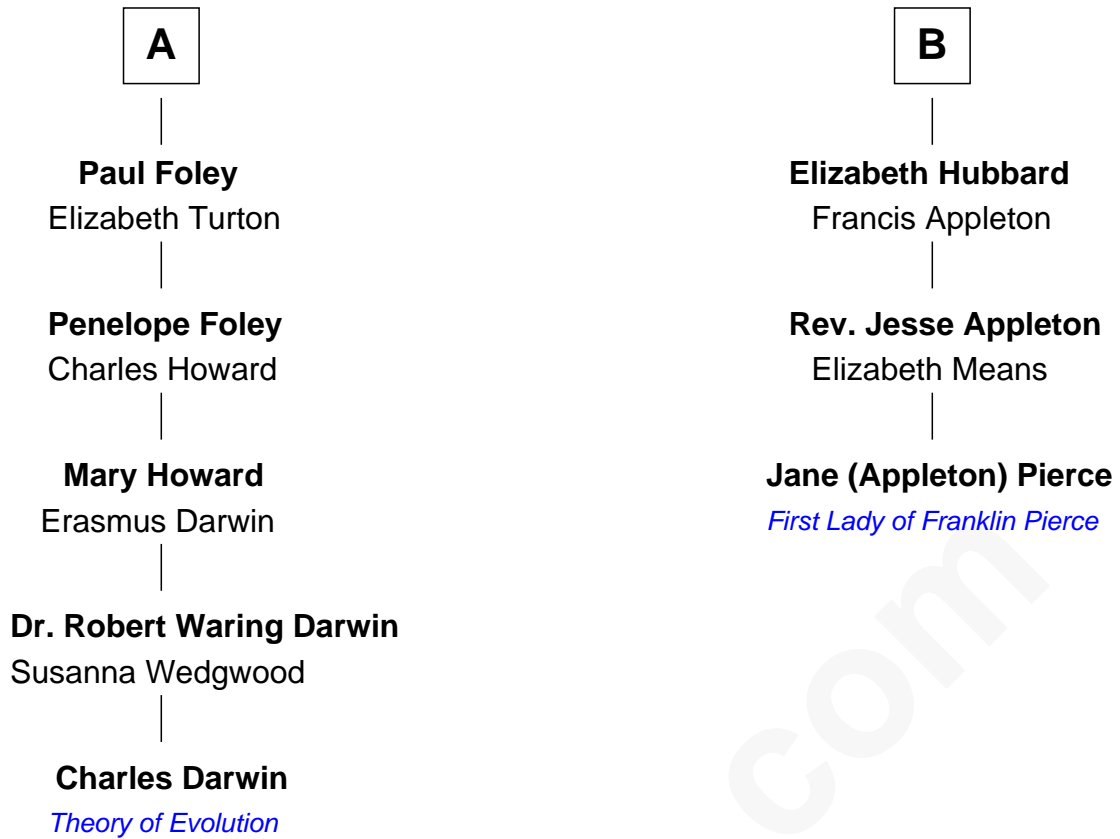 A
Paul Foley
Elizabeth Turton
Penelope Foley
Charles Howard
Mary Howard
Erasmus Darwin
Dr. Robert Waring Darwin
Susanna Wedgwood
Charles Darwin
Theory of Evolution
B
Elizabeth Hubbard
Francis Appleton
Rev. Jesse Appleton
Elizabeth Means
Jane (Appleton) Pierce
First Lady of Franklin Pierce
com